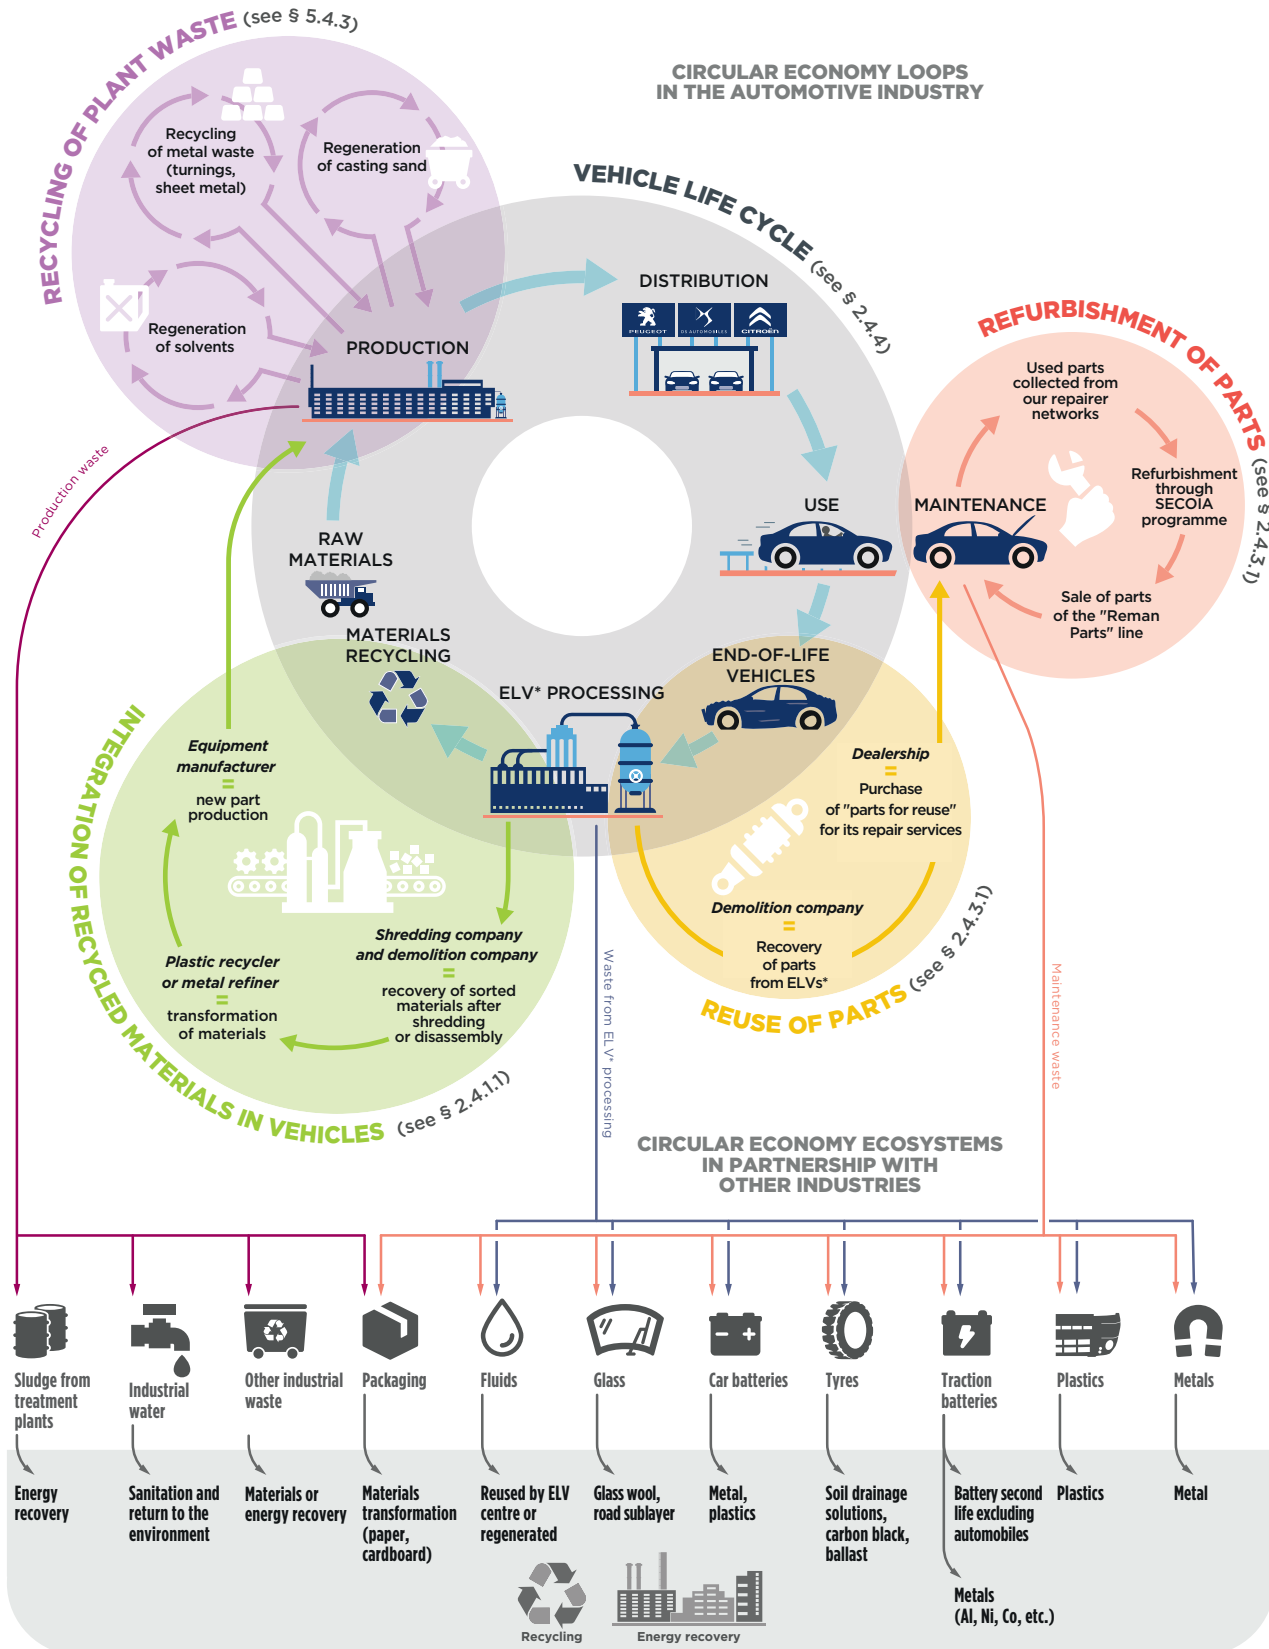 RECYCLING OF PLANT WASTE (see § 5.4.3)
CIRCULAR ECONOMY LOOPS
IN THE AUTOMOTIVE INDUSTRY
Recycling
of metal waste
(turnings,
sheet metal)
Regeneration
of casting sand
Regeneration
of solvents
VEHICLE LIFE CYCLE (see § 2.4.4)
PRODUCTION
DISTRIBUTION
PEUGEOT
DS AUTOMOBILES
CITROËN
REFURBISHMENT OF PARTS (see § 2.4.3.1)
Used parts
collected from
our repairer
networks
Refurbishment
through
SECOIA
programme
Sale of parts
of the "Reman
Parts" line
MAINTENANCE
USE
Production waste
RAW
MATERIALS
MATERIALS
RECYCLING
ELV* PROCESSING
END-OF-LIFE
VEHICLES
INTEGRATION OF RECYCLED MATERIALS IN VEHICLES (see § 2.4.1.1)
Equipment
manufacturer
=
new part
production
Plastic recycler
or metal refiner
=
transformation
of materials
Shredding company
and demolition company
=
recovery of sorted
materials after
shredding
or disassembly
Dealership
=
Purchase
of "parts for reuse"
for its repair services
Demolition company
=
Recovery
of parts
from ELVs*
REUSE OF PARTS (see § 2.4.3.1)
Waste from ELV* processing
Maintenance waste
CIRCULAR ECONOMY ECOSYSTEMS
IN PARTNERSHIP WITH
OTHER INDUSTRIES
Sludge from
treatment
plants
Industrial
water
Other industrial
waste
Packaging
Fluids
Glass
Car batteries
Tyres
Traction
batteries
Plastics
Metals
Energy
recovery
Sanitation and
return to the
environment
Materials or
energy recovery
Materials
transformation
(paper,
cardboard)
Reused by ELV
centre or
regenerated
Glass wool,
road sublayer
Metal,
plastics
Soil drainage
solutions,
carbon black,
ballast
Battery second
life excluding
automobiles
Metals
(Al, Ni, Co, etc.)
Plastics
Metal
Recycling
Energy recovery